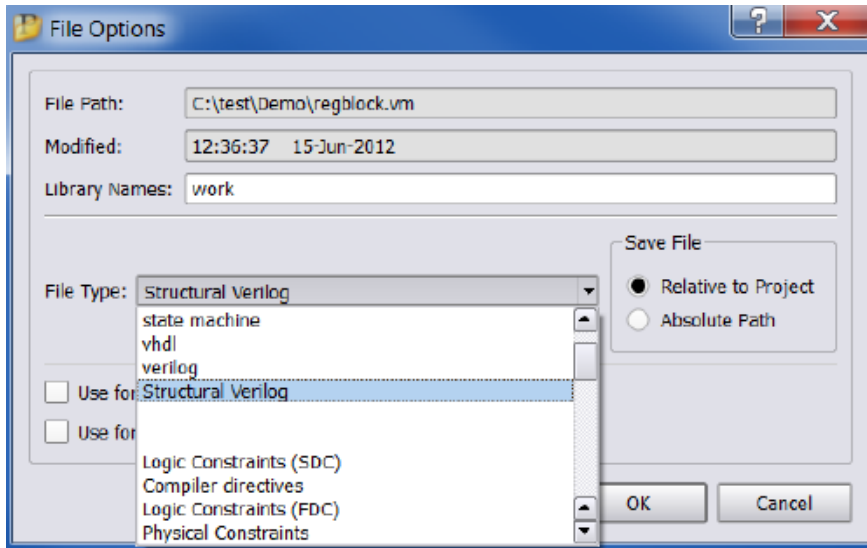 File Options
?
X
File Path: C:\test\Demo\regblock.vm
Modified: 12:36:37 15-Jun-2012
Library Names: work
Save File
File Type: Structural Verilog
Relative to Project
Absolute Path
state machine
vhdl
verilog
Structural Verilog
Use for
Use for
Logic Constraints (SDC)
Compiler directives
Logic Constraints (FDC)
Physical Constraints
OK Cancel